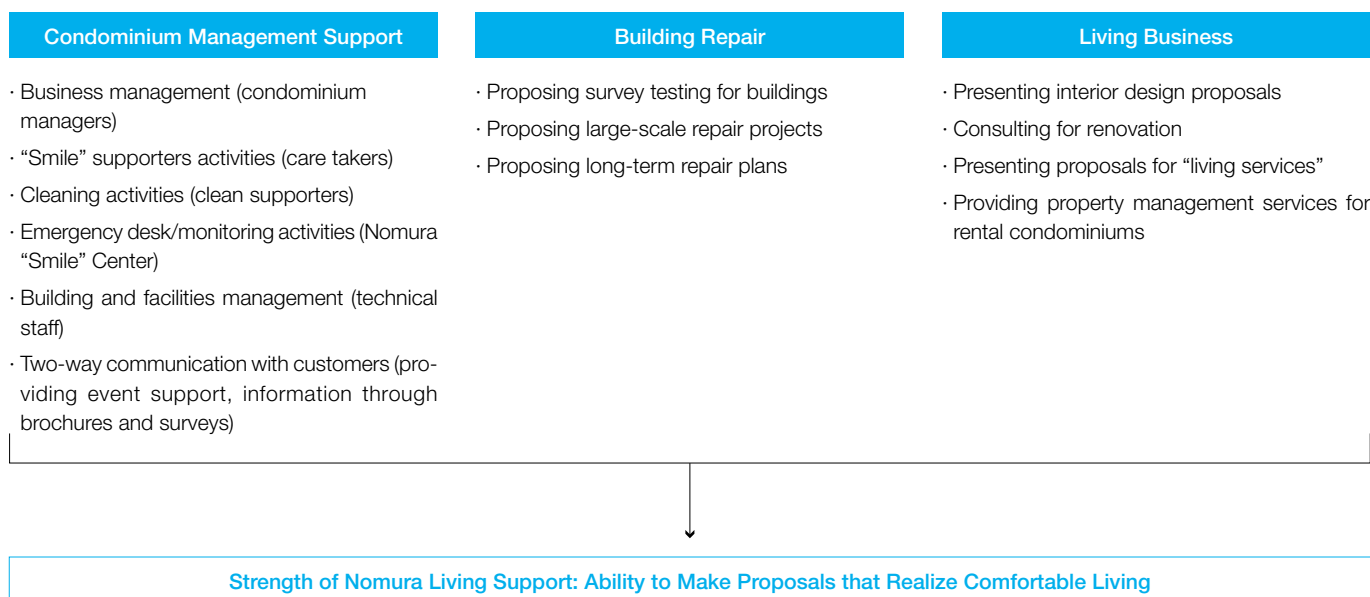 Condominium Management Support
· Business management (condominium
managers)
· “Smile” supporters activities (care takers)
· Cleaning activities (clean supporters)
· Emergency desk/monitoring activities (Nomura
“Smile” Center)
· Building and facilities management (technical
staff)
· Two-way communication with customers (pro-
viding event support, information through
brochures and surveys)
Building Repair
· Proposing survey testing for buildings
· Proposing large-scale repair projects
· Proposing long-term repair plans
Living Business
· Presenting interior design proposals
· Consulting for renovation
· Presenting proposals for “living services”
· Providing property management services for
rental condominiums
Strength of Nomura Living Support: Ability to Make Proposals that Realize Comfortable Living